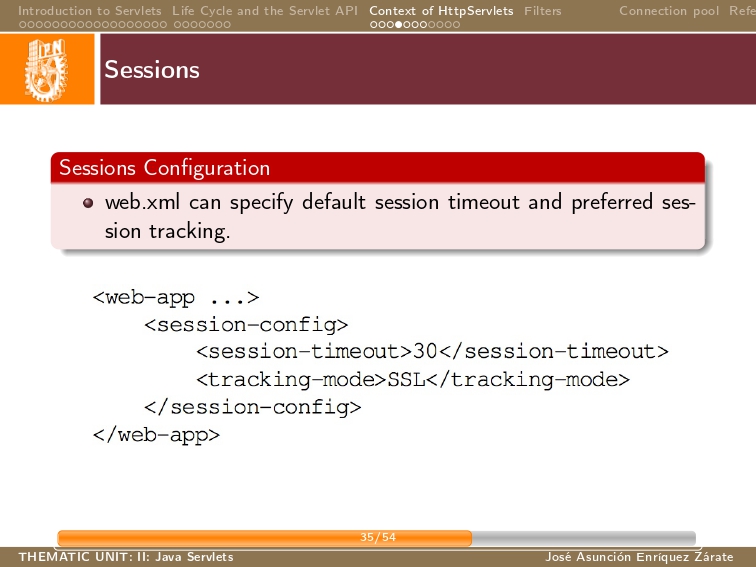 Introduction to Servlets Life Cycle and the Servlet API Context of HttpServlets Filters Connection pool Refe
IPN
Sessions
Sessions Configuration
web.xml can specify default session timeout and preferred ses-
sion tracking.
<web-app ...>
<session-config>
<session-timeout>30</session-timeout>
<tracking-mode>SSL</tracking-mode>
</session-config>
</web-app>
35/54
THEMATIC UNIT: II: Java Servlets José Asunción Enríquez Zárate